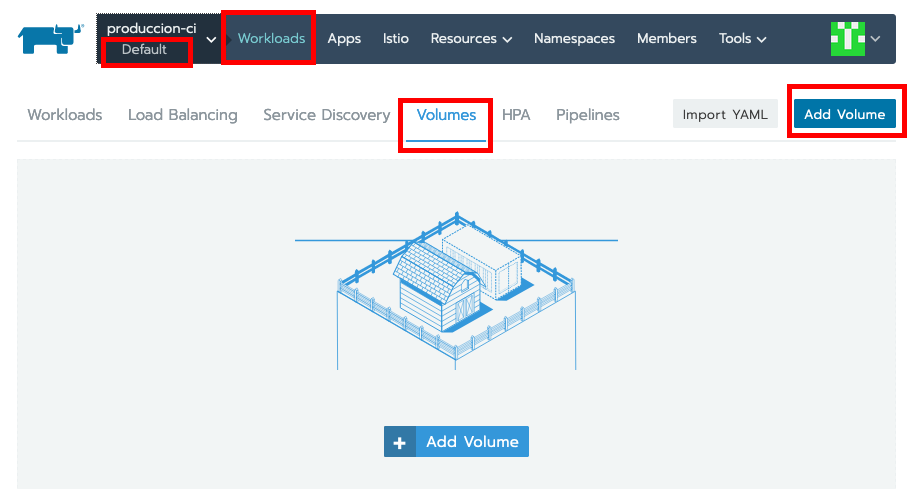 produccion-ci
Default
Workloads Apps Istio Resources Namespaces Members Tools
Workloads Load Balancing Service Discovery Volumes HPA Pipelines Import YAML Add Volume
+ Add Volume